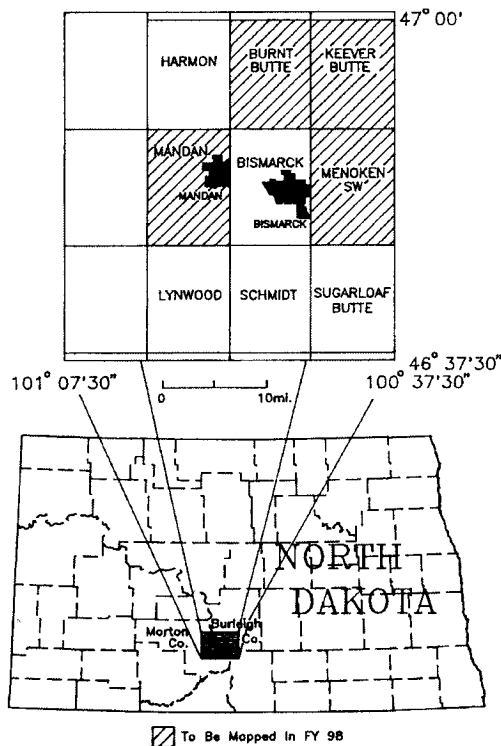 47° 00'
HARMON
BURNT
BUTTE
KEEVER
BUTTE
MANDAN
MANDAN
BISMARCK
BISMARCK
MENOKEN
SW
LYNWOOD
SCHMIDT
SUGARLOAF
BUTTE
46° 37'30"
101° 07'30"
100° 37'30"
0 10mi.
NORTH
DAKOTA
Morton
Co.
Burleigh
Co
To Be Mapped In FY 98